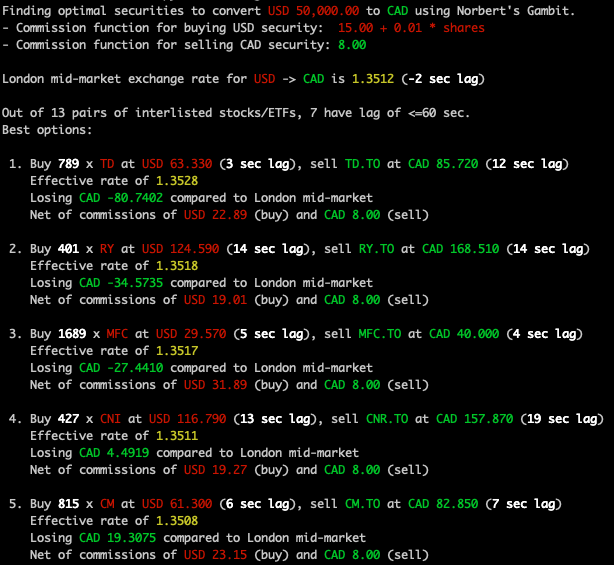 Finding optimal securities to convert USD 50,000.00 to CAD using Norbert's Gambit.
- Commission function for buying USD security:  15.00 + 0.01 * shares
- Commission function for selling CAD security: 8.00
London mid-market exchange rate for USD -> CAD is 1.3512 (-2 sec lag)
Out of 13 pairs of interlisted stocks/ETFs, 7 have lag of <=60 sec.
Best options:
1. Buy 789 x TD at USD 63.330 (3 sec lag), sell TD.TO at CAD 85.720 (12 sec lag)
Effective rate of 1.3528
Losing CAD -80.7402 compared to London mid-market
Net of commissions of USD 22.89 (buy) and CAD 8.00 (sell)
2. Buy 401 x RY at USD 124.590 (14 sec lag), sell RY.TO at CAD 168.510 (14 sec lag)
Effective rate of 1.3518
Losing CAD -34.5735 compared to London mid-market
Net of commissions of USD 19.01 (buy) and CAD 8.00 (sell)
3. Buy 1689 x MFC at USD 29.570 (5 sec lag), sell MFC.TO at CAD 40.000 (4 sec lag)
Effective rate of 1.3517
Losing CAD -27.4410 compared to London mid-market
Net of commissions of USD 31.89 (buy) and CAD 8.00 (sell)
4. Buy 427 x CNI at USD 116.790 (13 sec lag), sell CNR.TO at CAD 157.870 (19 sec lag)
Effective rate of 1.3511
Losing CAD 4.4919 compared to London mid-market
Net of commissions of USD 19.27 (buy) and CAD 8.00 (sell)
5. Buy 815 x CM at USD 61.300 (6 sec lag), sell CM.TO at CAD 82.850 (7 sec lag)
Effective rate of 1.3508
Losing CAD 19.3075 compared to London mid-market
Net of commissions of USD 23.15 (buy) and CAD 8.00 (sell)